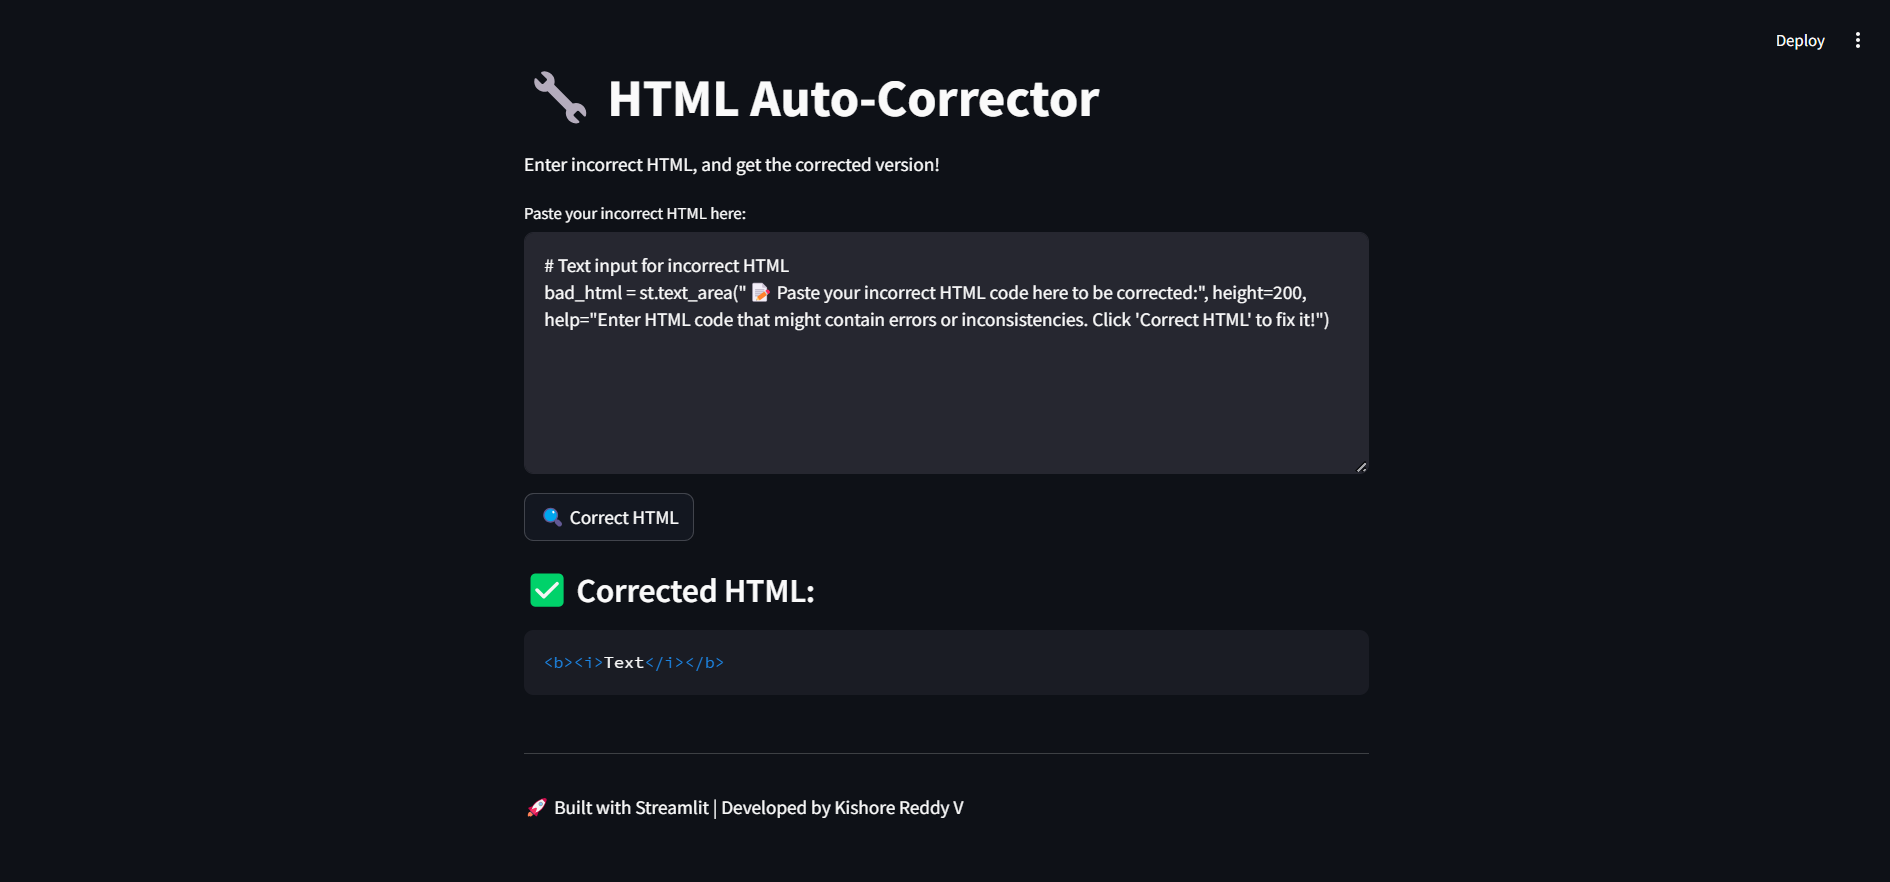 Deploy
🔧 HTML Auto-Corrector
Enter incorrect HTML, and get the corrected version!
Paste your incorrect HTML here:
# Text input for incorrect HTML
bad_html = st.text_area("📝 Paste your incorrect HTML code here to be corrected:", height=200,
help="Enter HTML code that might contain errors or inconsistencies. Click 'Correct HTML' to fix it!")
🔍 Correct HTML
✅ Corrected HTML:
<b><i>Text</i></b>
🚀 Built with Streamlit | Developed by Kishore Reddy V